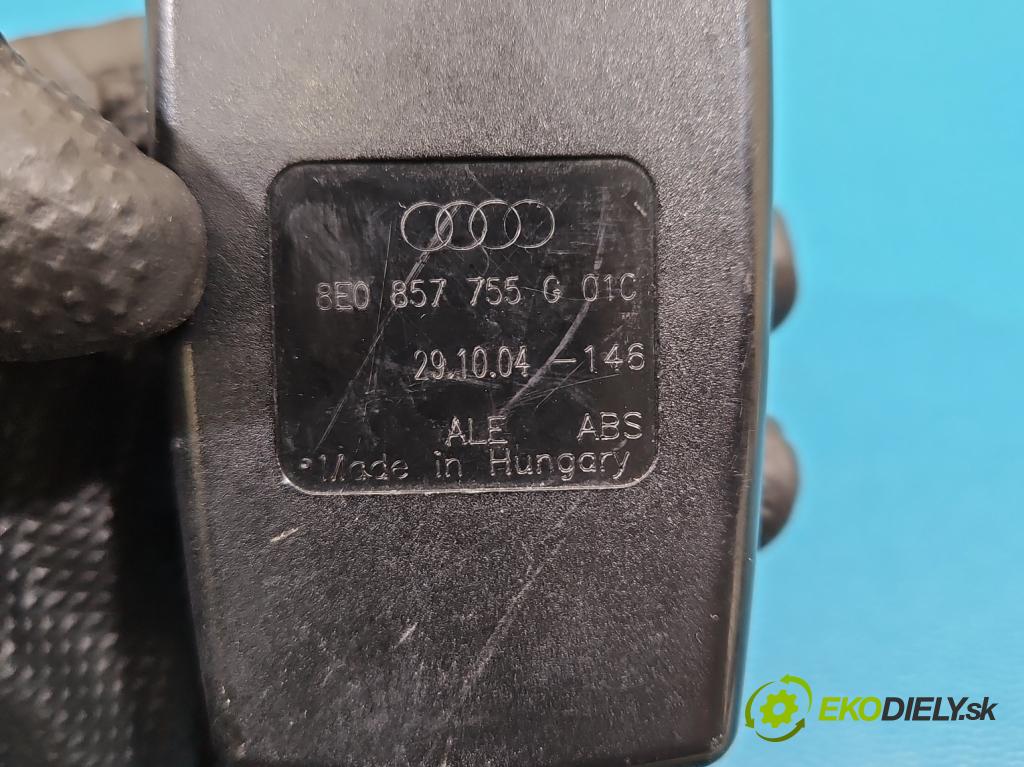 8E0 857 755 G 01C
29.10.04 -146
ALE ABS
Made in Hungary
EKODIELY.sk